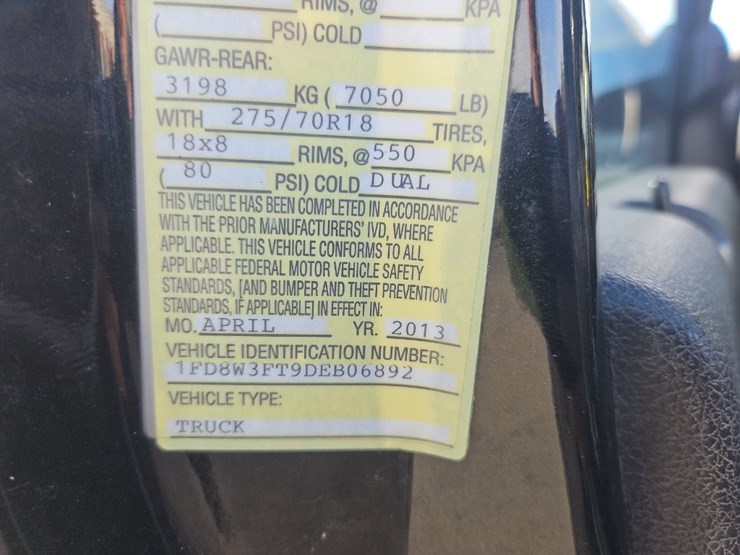 RIMS, @ KPA
( PSI) COLD
GAWR-REAR:
3198 KG ( 7050 LB)
WITH 275/70R18 TIRES,
18x8 RIMS, @ 550 KPA
( 80 PSI) COLD DUAL
THIS VEHICLE HAS BEEN COMPLETED IN ACCORDANCE
WITH THE PRIOR MANUFACTURERS' IVD, WHERE
APPLICABLE. THIS VEHICLE CONFORMS TO ALL
APPLICABLE FEDERAL MOTOR VEHICLE SAFETY
STANDARDS, [AND BUMPER AND THEFT PREVENTION
STANDARDS, IF APPLICABLE] IN EFFECT IN:
MO. APRIL YR. 2013
VEHICLE IDENTIFICATION NUMBER:
1FD8W3FT9DEB06892
VEHICLE TYPE:
TRUCK